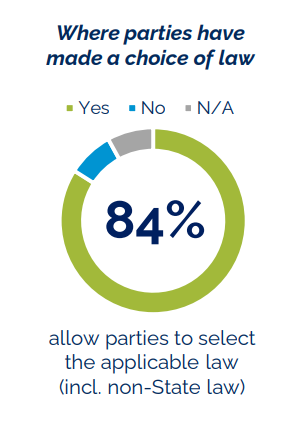 Where parties have
made a choice of law
Yes No N/A
84%
allow parties to select
the applicable law
(incl. non-State law)